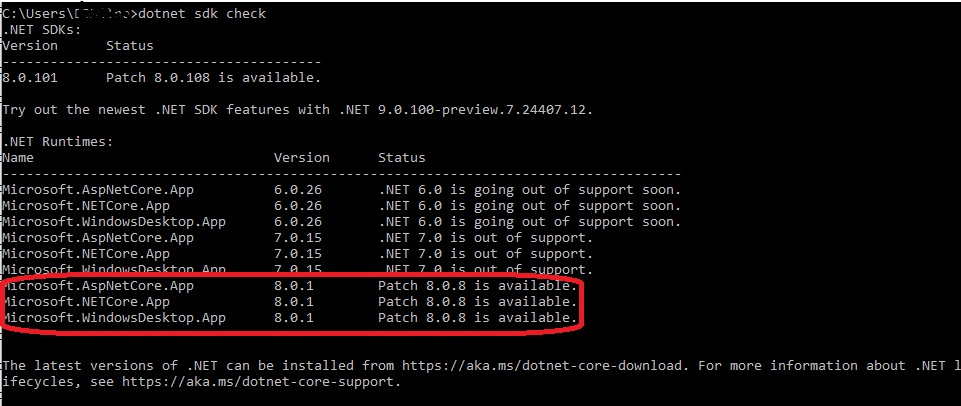 C:\Users\>dotnet sdk check
.NET SDKs:
Version      Status
----------------------------------------
8.0.101      Patch 8.0.108 is available.
Try out the newest .NET SDK features with .NET 9.0.100-preview.7.24407.12.
.NET Runtimes:
Name                              Version      Status
-------------------------------------------------------------------------------------
Microsoft.AspNetCore.App          6.0.26       .NET 6.0 is going out of support soon.
Microsoft.NETCore.App             6.0.26       .NET 6.0 is going out of support soon.
Microsoft.WindowsDesktop.App      6.0.26       .NET 6.0 is going out of support soon.
Microsoft.AspNetCore.App          7.0.15       .NET 7.0 is out of support.
Microsoft.NETCore.App             7.0.15       .NET 7.0 is out of support.
Microsoft.WindowsDesktop.App      7.0.15       .NET 7.0 is out of support.
Microsoft.AspNetCore.App          8.0.1        Patch 8.0.8 is available.
Microsoft.NETCore.App             8.0.1        Patch 8.0.8 is available.
Microsoft.WindowsDesktop.App      8.0.1        Patch 8.0.8 is available.
The latest versions of .NET can be installed from https://aka.ms/dotnet-core-download. For more information about .NET l
ifecycles, see https://aka.ms/dotnet-core-support.